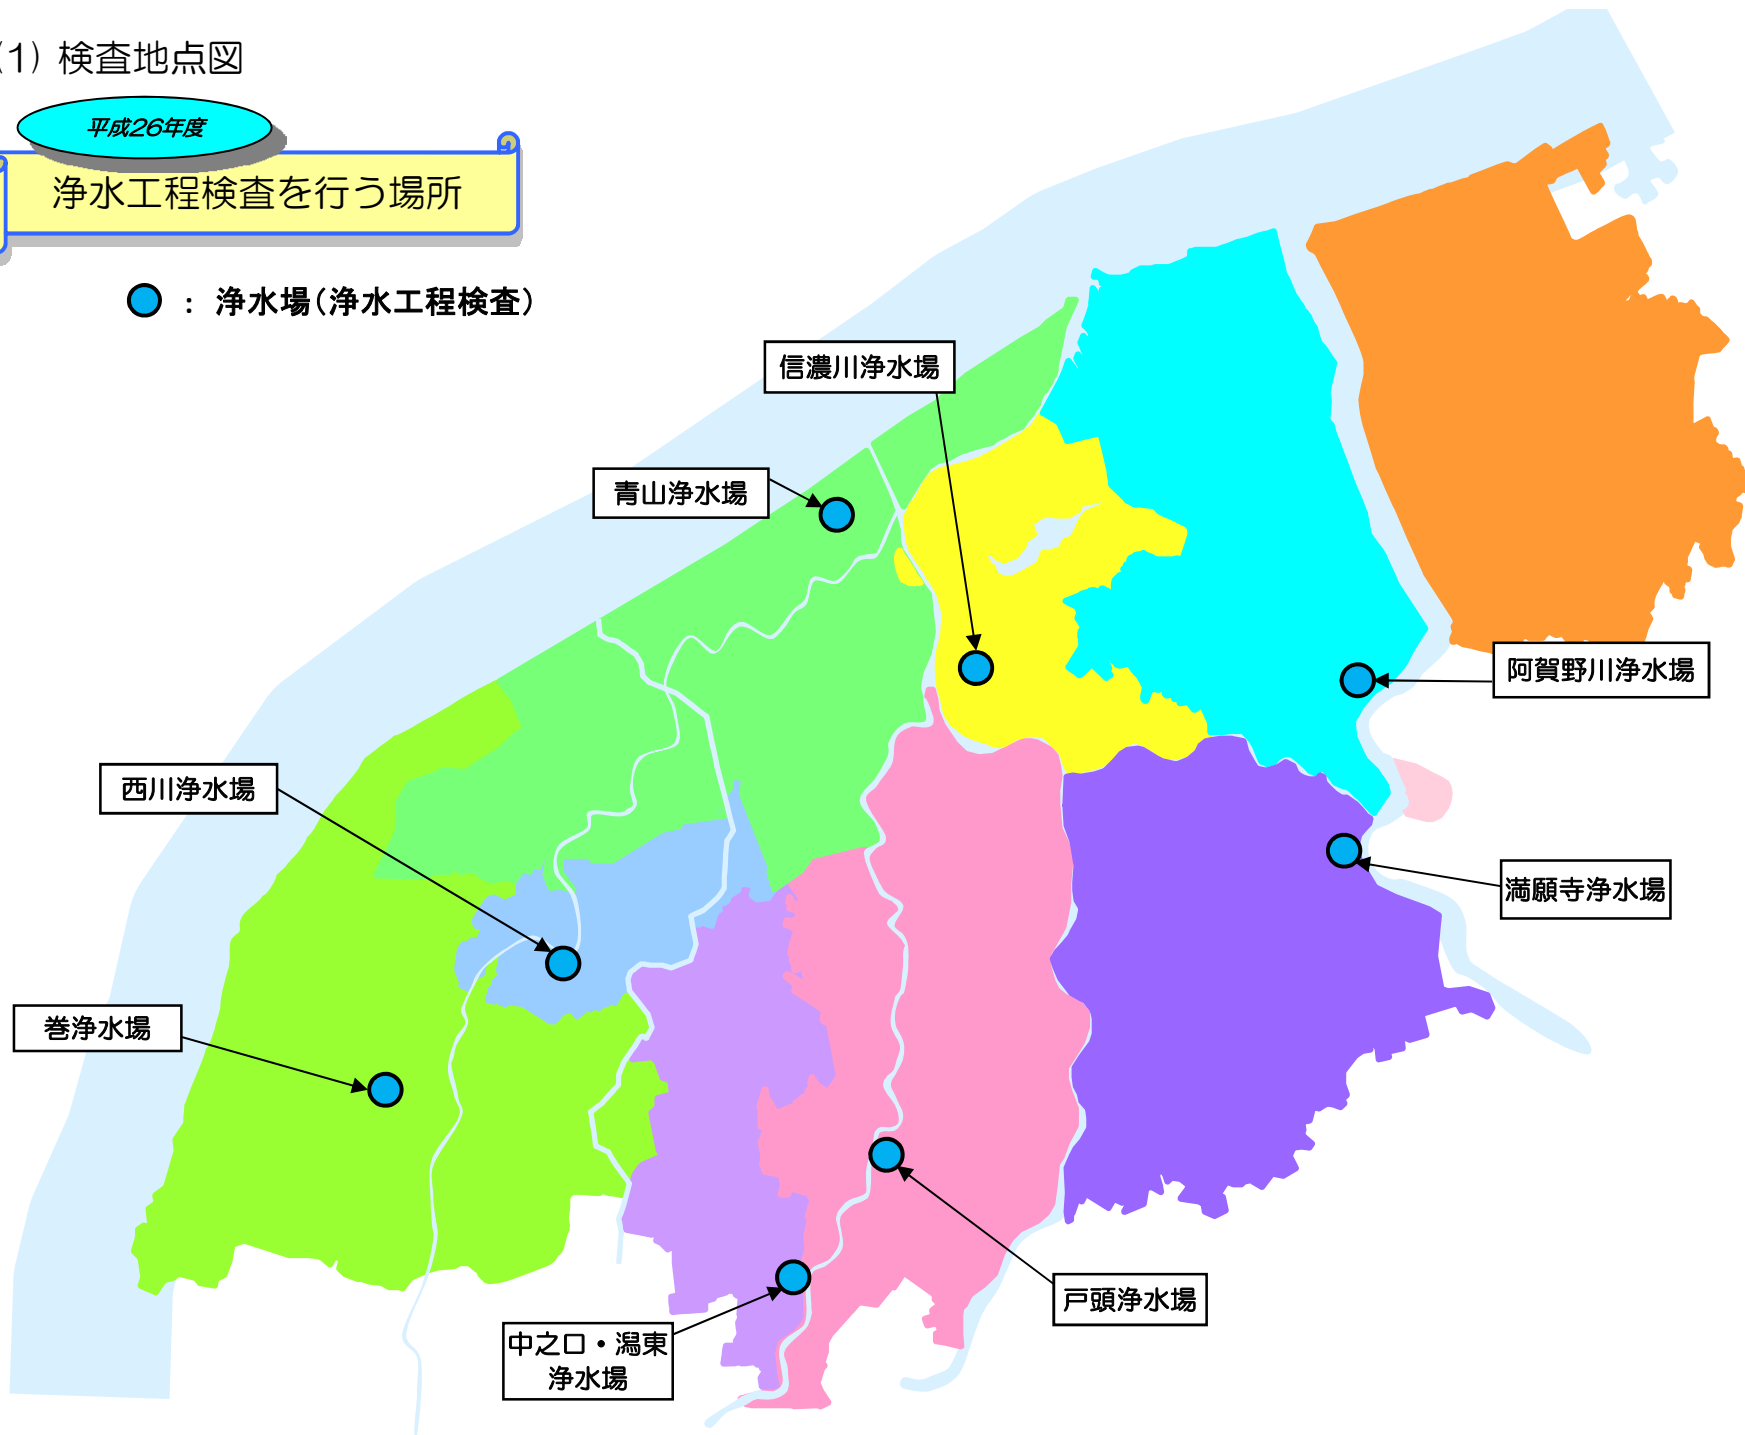 (1) 検査地点図
平成26年度
浄水工程検査を行う場所
： 浄水場（浄水工程検査）
信濃川浄水場
青山浄水場
阿賀野川浄水場
西川浄水場
満願寺浄水場
巻浄水場
戸頭浄水場
中之口・潟東
浄水場